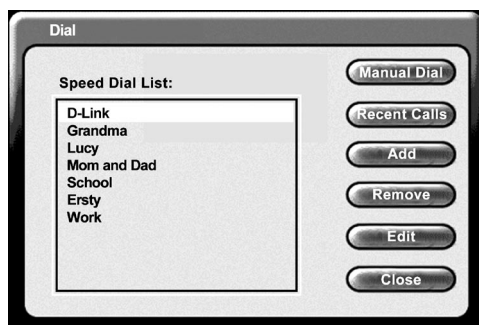 Dial
Speed Dial List:
D-Link
Grandma
Lucy
Mom and Dad
School
Ersty
Work
Manual Dial
Recent Calls
Add
Remove
Edit
Close